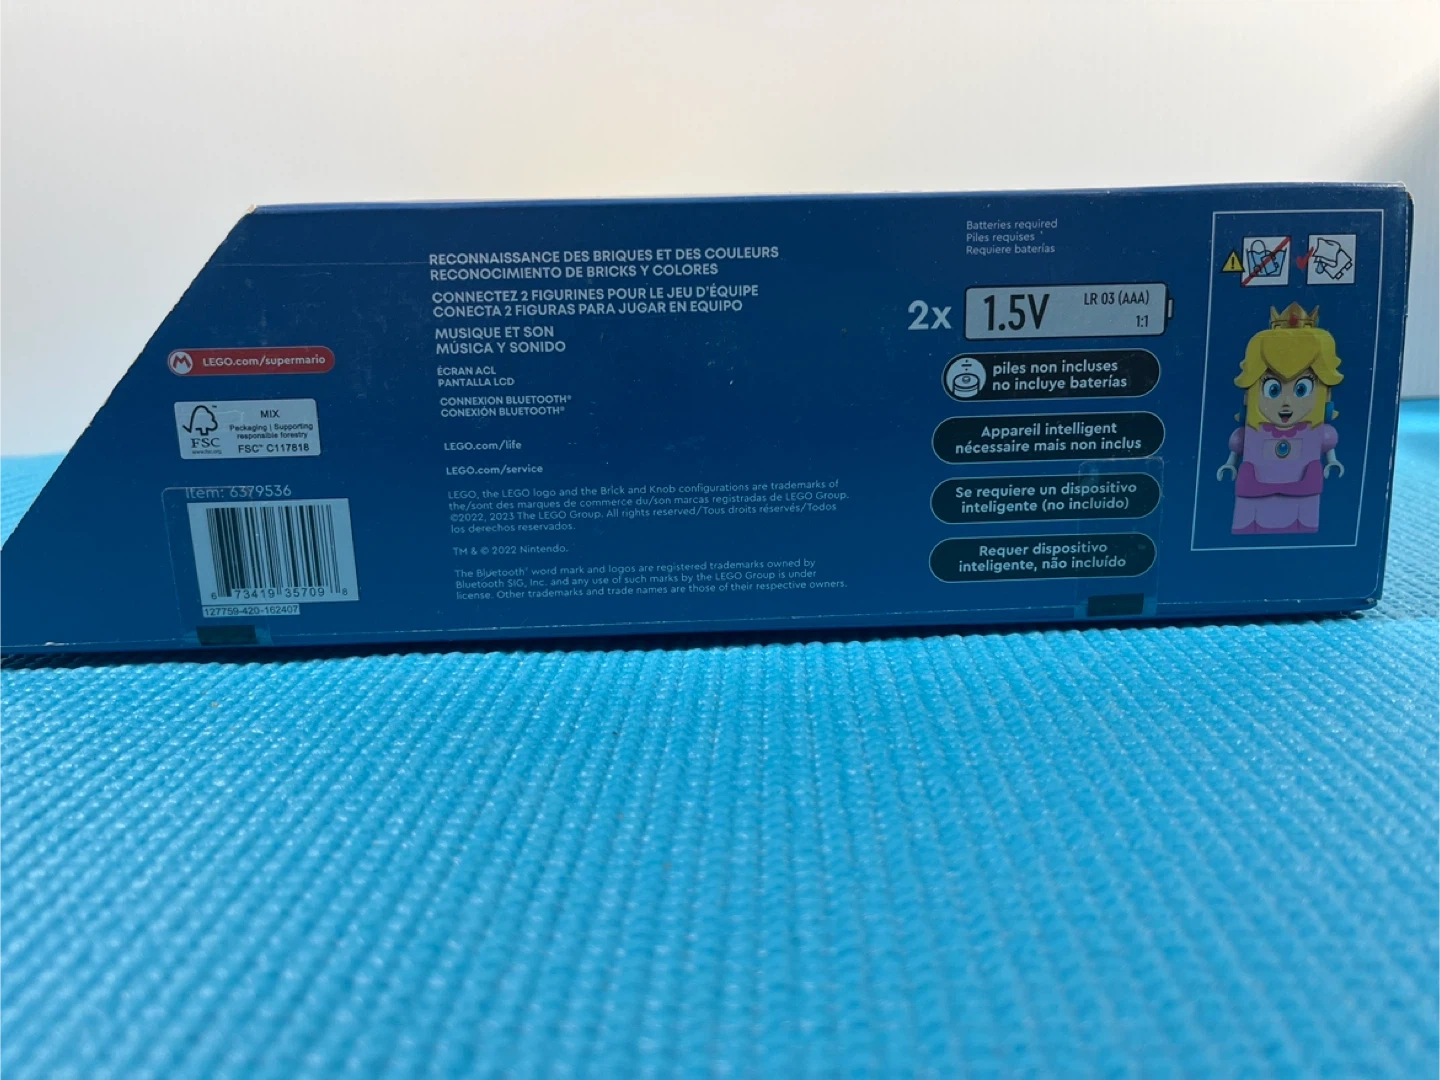 LEGO.com/supermario
FSC
www.fsc.org
MIX
Packaging | Supporting
responsible forestry
FSC™ C117818
Item: 6379536
6 73419 35709 8
127759-420-162407
RECONNAISSANCE DES BRIQUES ET DES COULEURS
RECONOCIMIENTO DE BRICKS Y COLORES
CONNECTEZ 2 FIGURINES POUR LE JEU D'ÉQUIPE
CONECTA 2 FIGURAS PARA JUGAR EN EQUIPO
MUSIQUE ET SON
MÚSICA Y SONIDO
ÉCRAN ACL
PANTALLA LCD
CONNEXION BLUETOOTH®
CONEXIÓN BLUETOOTH®
LEGO.com/life
LEGO.com/service
LEGO, the LEGO logo and the Brick and Knob configurations are trademarks of
the/sont des marques de commerce du/son marcas registradas de LEGO Group.
©2022, 2023 The LEGO Group. All rights reserved/Tous droits réservés/Todos
los derechos reservados.
TM & © 2022 Nintendo.
The Bluetooth® word mark and logos are registered trademarks owned by
Bluetooth SIG, Inc. and any use of such marks by the LEGO Group is under
license. Other trademarks and trade names are those of their respective owners.
Batteries required
Piles requises
Requiere baterías
2x
1.5V
LR 03 (AAA)
1:1
piles non incluses
no incluye baterías
Appareil intelligent
nécessaire mais non inclus
Se requiere un dispositivo
inteligente (no incluido)
Requer dispositivo
inteligente, não incluído